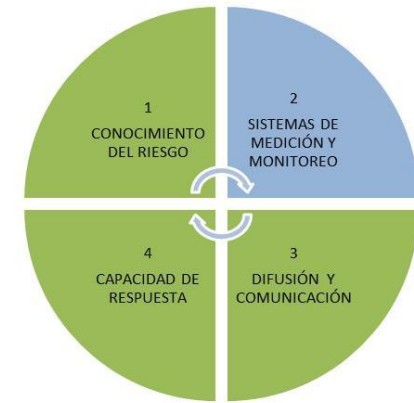 1
CONOCIMIENTO
DEL RIESGO
2
SISTEMAS DE
MEDICIÓN Y
MONITOREO
3
DIFUSIÓN Y
COMUNICACIÓN
4
CAPACIDAD DE
RESPUESTA